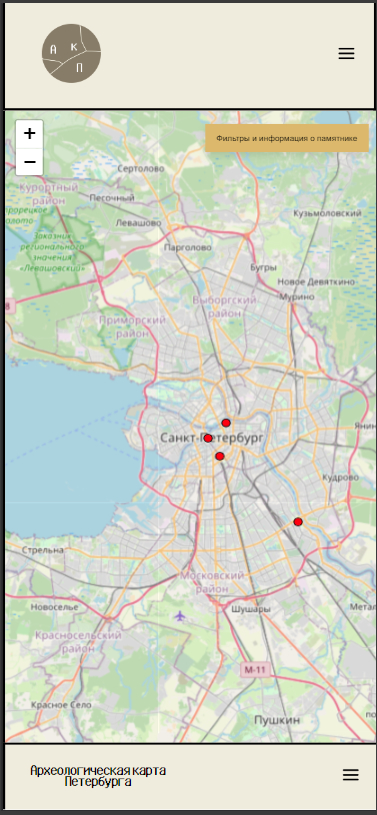 А К
П
+
−
Фильтры и информация о памятнике
Сертолово
Курортный
район
Песочный
Кузьмоловский
Левашово
Заказник
регионального
значения
«Левашовский»
Парголово
Бугры
Новое Девяткино
Мурино
Выборгский
район
Приморский
район
Санкт-Петербург
Янин
Кудрово
Стрельна
Московский
район
Новоселье
Шушары
Метал
Красносельский
район
М-11
Красное Село
Пушкин
Археологическая карта
Петербурга